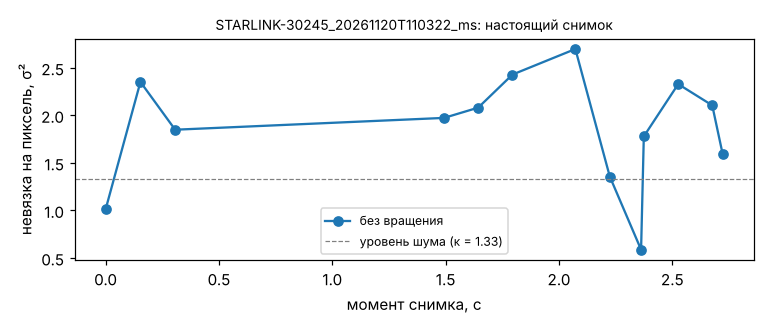 STARLINK-30245_20261120T110322_ms: настоящий снимок
невязка на пиксель, σ²
2.5
2.0
1.5
1.0
0.5
без вращения
уровень шума (κ = 1.33)
0.0 0.5 1.0 1.5 2.0 2.5
момент снимка, с